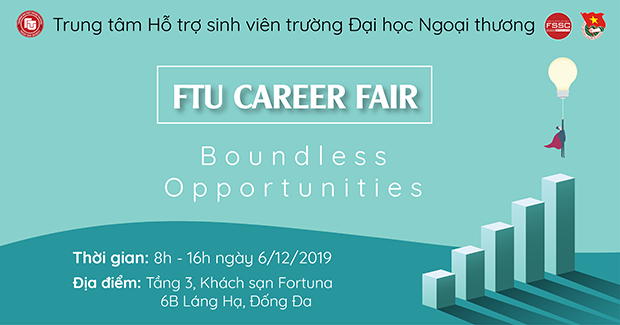 Trung tâm Hỗ trợ sinh viên trường Đại học Ngoại thương
FSSC
FTU CAREER FAIR
Boundless
Opportunities
Thời gian: 8h - 16h ngày 6/12/2019
Địa điểm: Tầng 3, Khách sạn Fortuna
6B Láng Hạ, Đống Đa